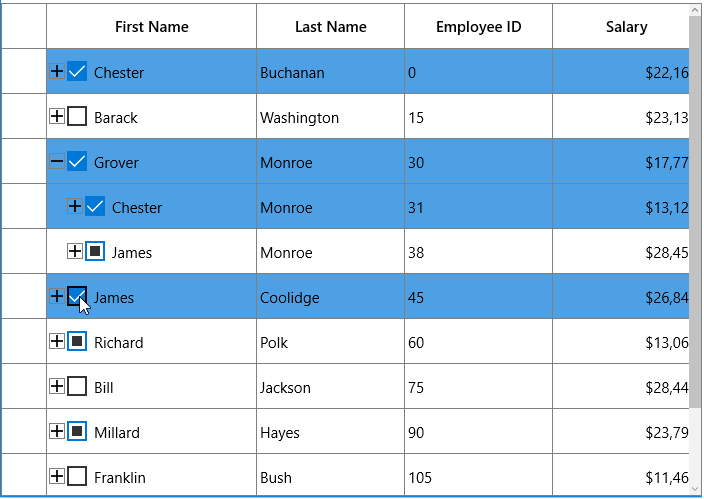 First Name Last Name Employee ID Salary
Chester Buchanan 0 $22,16
Barack Washington 15 $23,13
Grover Monroe 30 $17,77
Chester Monroe 31 $13,12
James Monroe 38 $28,45
James Coolidge 45 $26,84
Richard Polk 60 $13,06
Bill Jackson 75 $28,44
Millard Hayes 90 $23,79
Franklin Bush 105 $11,46